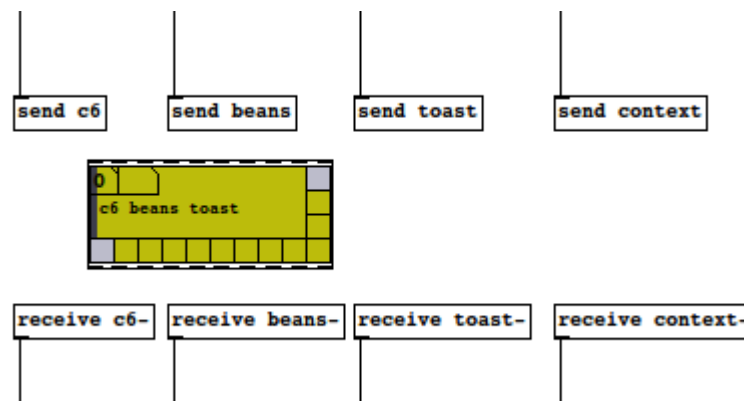 send c6 send beans send toast send context
0
c6 beans toast
receive c6- receive beans- receive toast- receive context-